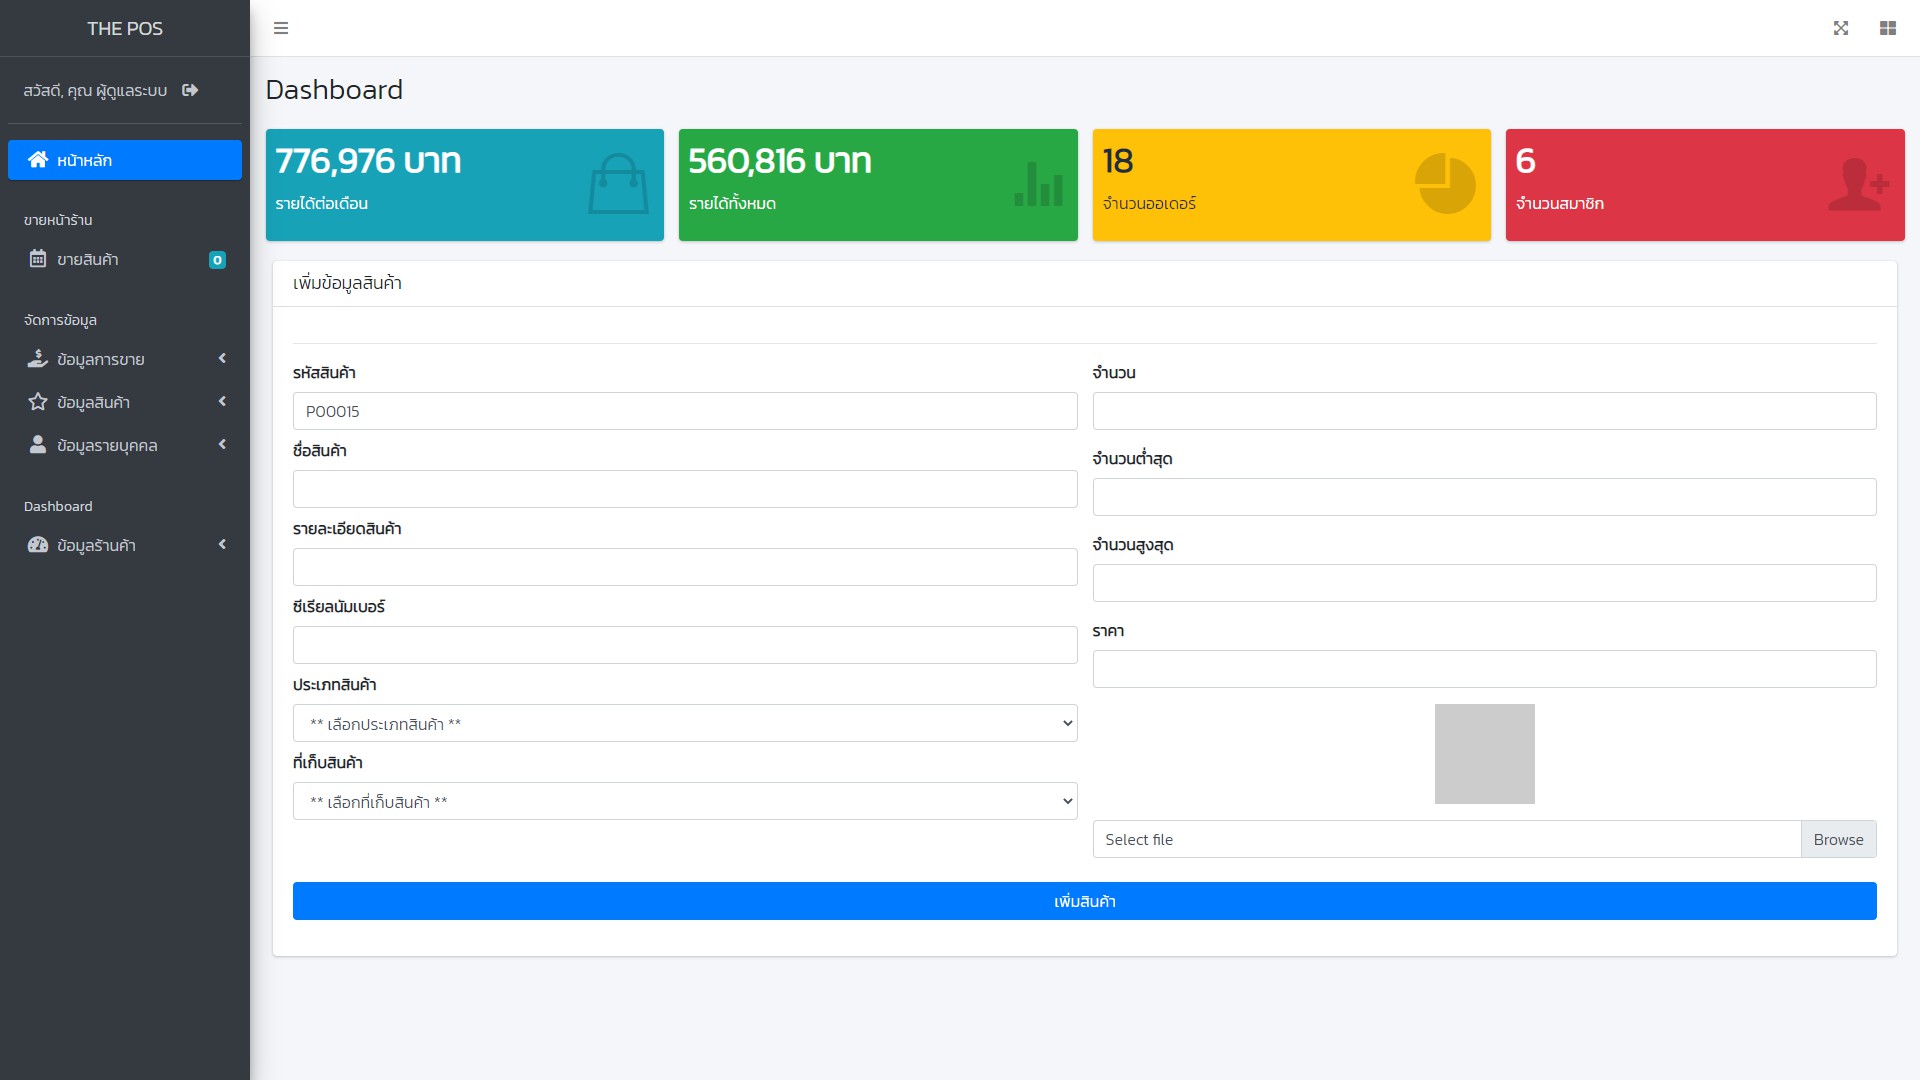 THE POS
สวัสดี, คุณ ผู้ดูแลระบบ
หน้าหลัก
ขายหน้าร้าน
ขายสินค้า 0
จัดการข้อมูล
ข้อมูลการขาย
ข้อมูลสินค้า
ข้อมูลรายบุคคล
Dashboard
ข้อมูลร้านค้า
Dashboard
776,976 บาท
รายได้ต่อเดือน
560,816 บาท
รายได้ทั้งหมด
18
จำนวนออเดอร์
6
จำนวนสมาชิก
เพิ่มข้อมูลสินค้า
รหัสสินค้า
P00015
ชื่อสินค้า
รายละเอียดสินค้า
ซีเรียลนัมเบอร์
ประเภทสินค้า
** เลือกประเภทสินค้า **
ที่เก็บสินค้า
** เลือกที่เก็บสินค้า **
จำนวน
จำนวนต่ำสุด
จำนวนสูงสุด
ราคา
Select file Browse
เพิ่มสินค้า